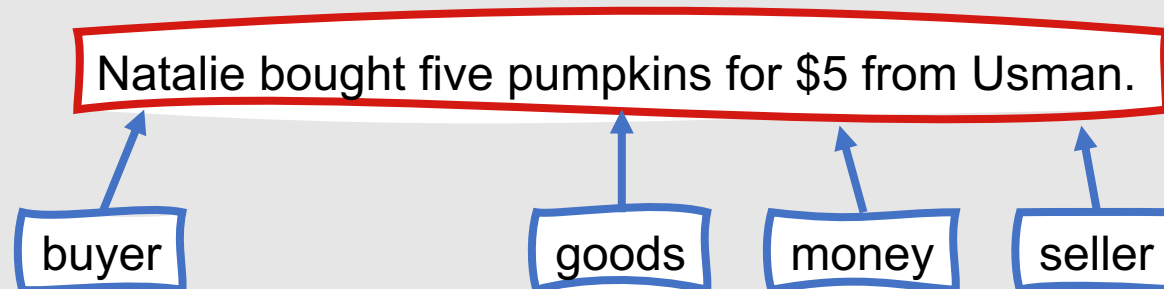 Natalie bought five pumpkins for $5 from Usman.
buyer goods money seller